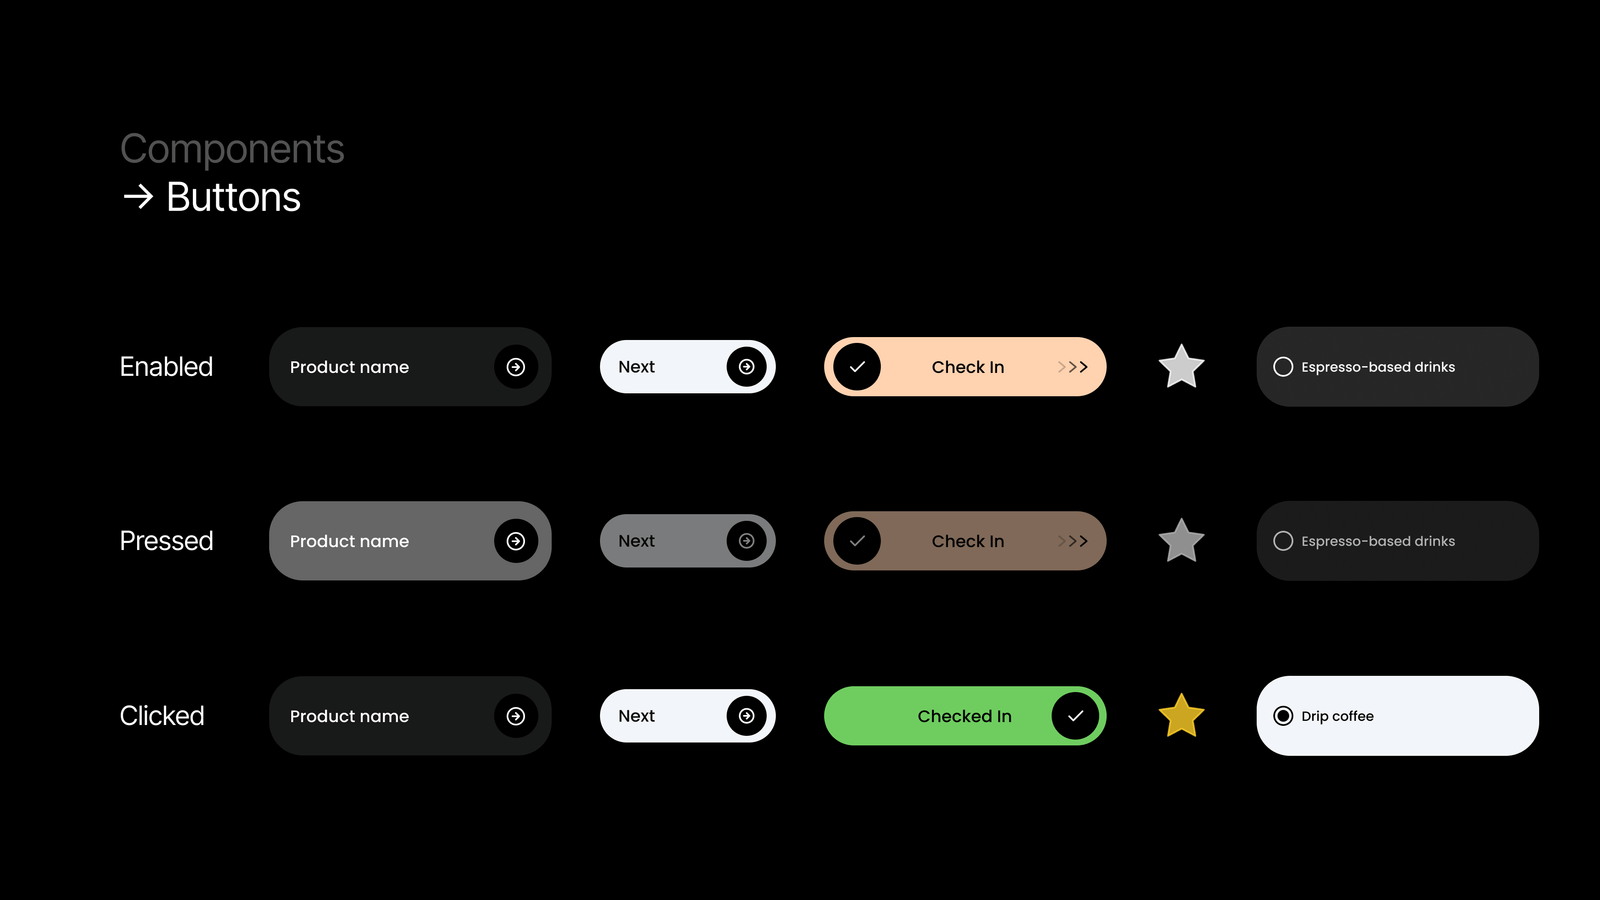 Components
→ Buttons
Enabled
Product name
Next
Check In
Espresso-based drinks
Pressed
Product name
Next
Check In
Espresso-based drinks
Clicked
Product name
Next
Checked In
Drip coffee